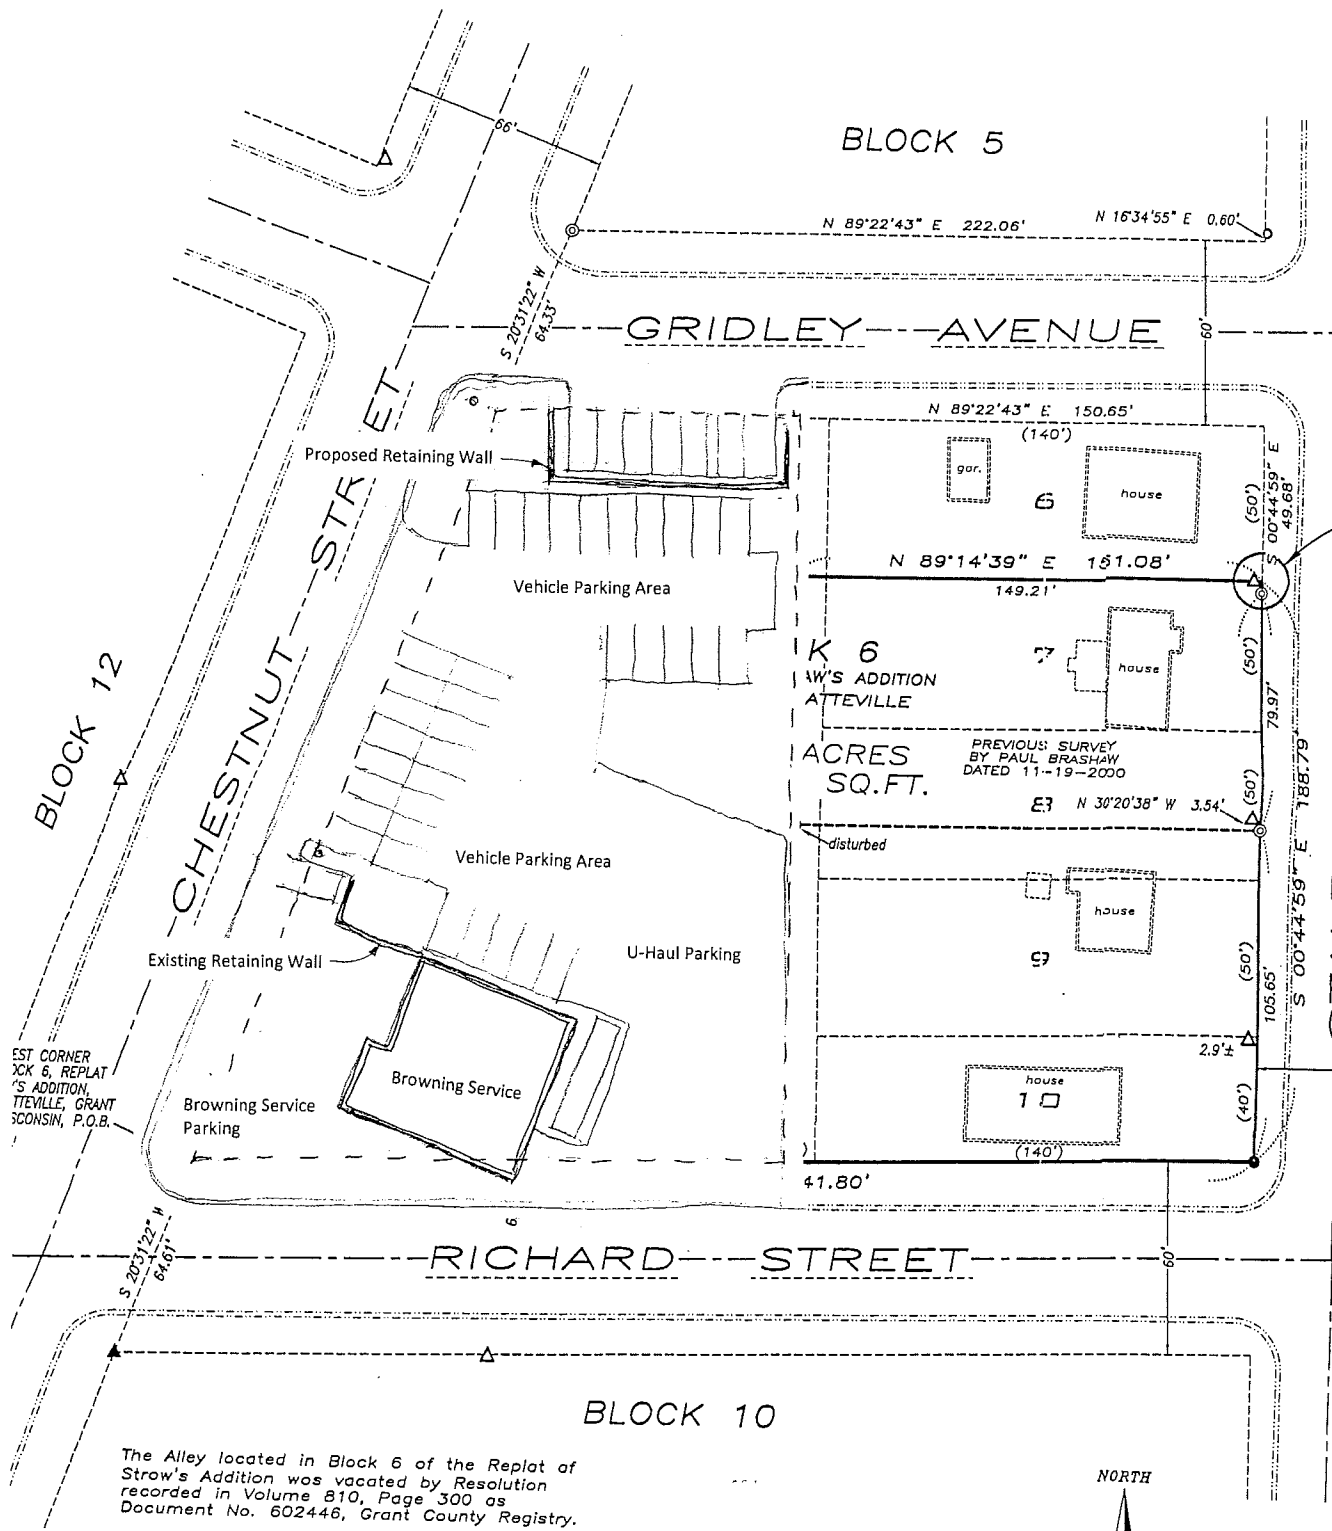 66'
BLOCK 5
N 89°22'43" E 222.06'
N 16°34'55" E 0.60'
S 20°31'22" W
64.33'
GRIDLEY AVENUE
60'
N 89°22'43" E 150.65'
(140')
Proposed Retaining Wall
gar.
house
6
(50')
S 00°44'59" E
49.68'
CHESTNUT STREET
N 89°14'39" E 151.08'
149.21'
Vehicle Parking Area
BLOCK 12
K 6
AW'S ADDITION
ATTEVILLE
7
house
(50')
79.97'
ACRES
SQ.FT.
PREVIOUS SURVEY
BY PAUL BRASHAW
DATED 11-19-2000
(50')
S 00°44'59" E 188.79'
8
N 30°20'38" W 3.54'
disturbed
Vehicle Parking Area
house
Existing Retaining Wall
U-Haul Parking
9
(50')
105.65'
2.9'±
EST CORNER
OCK 6, REPLAT
'S ADDITION,
TTEVILLE, GRANT
SCONSIN, P.O.B.
Browning Service
Browning Service
Parking
house
10
(40')
(140')
41.80'
S 20°31'22" W
64.61'
RICHARD STREET
60'
BLOCK 10
The Alley located in Block 6 of the Replat of
Strow's Addition was vacated by Resolution
recorded in Volume 810, Page 300 as
Document No. 602446, Grant County Registry.
NORTH